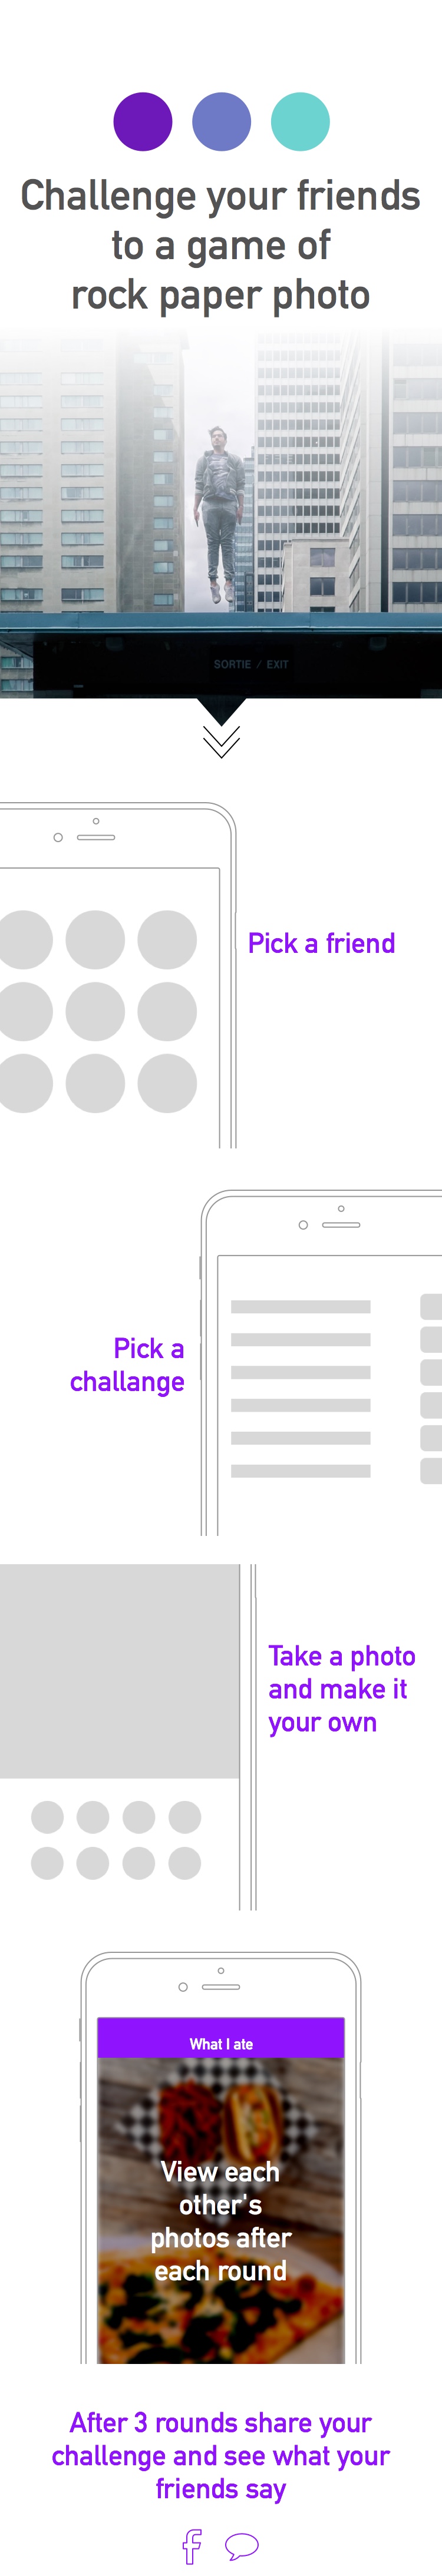 Challenge your friends
to a game of
rock paper photo
SORTIE / EXIT
Pick a friend
Pick a
challange
Take a photo
and make it
your own
What I ate
View each
other's
photos after
each round
After 3 rounds share your
challenge and see what your
friends say